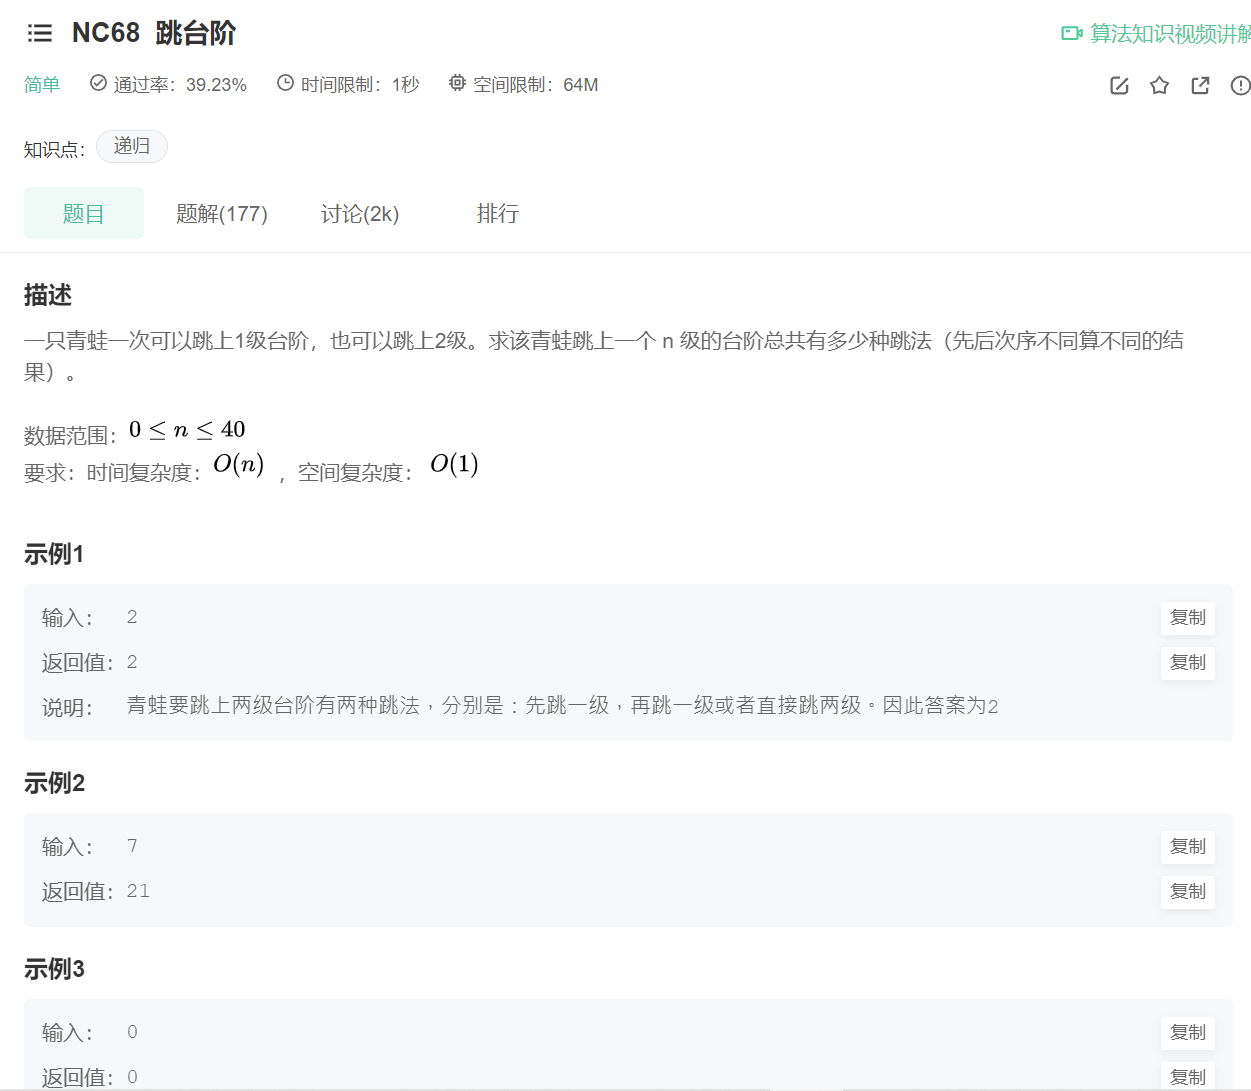 NC68 跳台阶
算法知识视频讲解
简单 通过率：39.23% 时间限制：1秒 空间限制：64M
知识点： 递归
题目 题解(177) 讨论(2k) 排行
描述
一只青蛙一次可以跳上1级台阶，也可以跳上2级。求该青蛙跳上一个 n 级的台阶总共有多少种跳法（先后次序不同算不同的结
果）。
数据范围：0 ≤ n ≤ 40
要求：时间复杂度：O(n) ，空间复杂度： O(1)
示例1
输入： 2 复制
返回值： 2 复制
说明： 青蛙要跳上两级台阶有两种跳法，分别是：先跳一级，再跳一级或者直接跳两级。因此答案为2
示例2
输入： 7 复制
返回值： 21 复制
示例3
输入： 0 复制
返回值： 0 复制